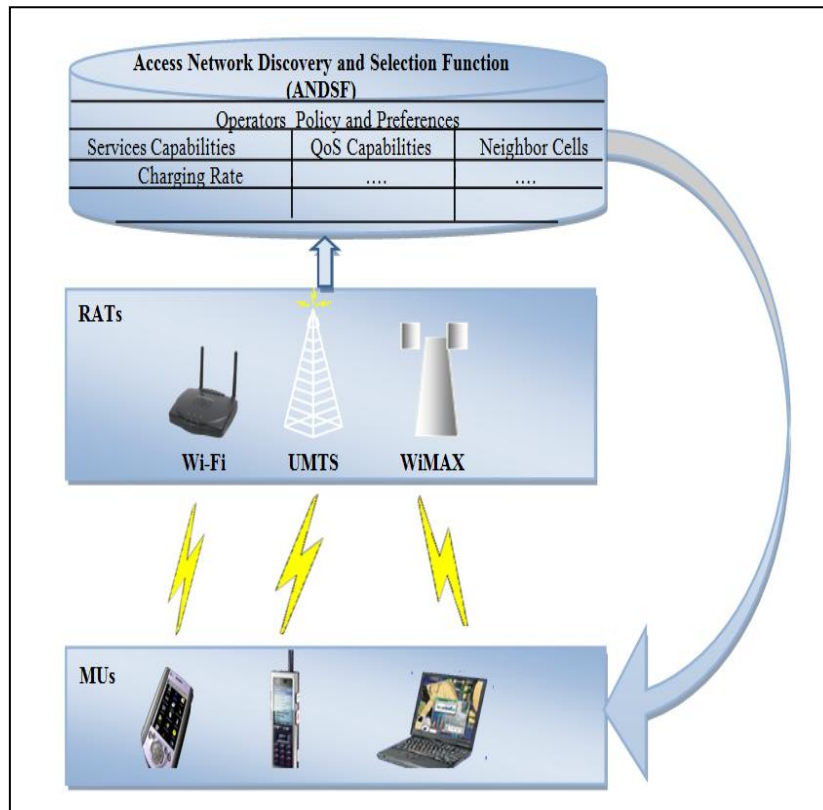 Access Network Discovery and Selection Function
(ANDSF)
Operators Policy and Preferences
Services Capabilities QoS Capabilities Neighbor Cells
Charging Rate .... ....
RATs
Wi-Fi UMTS WiMAX
MUs